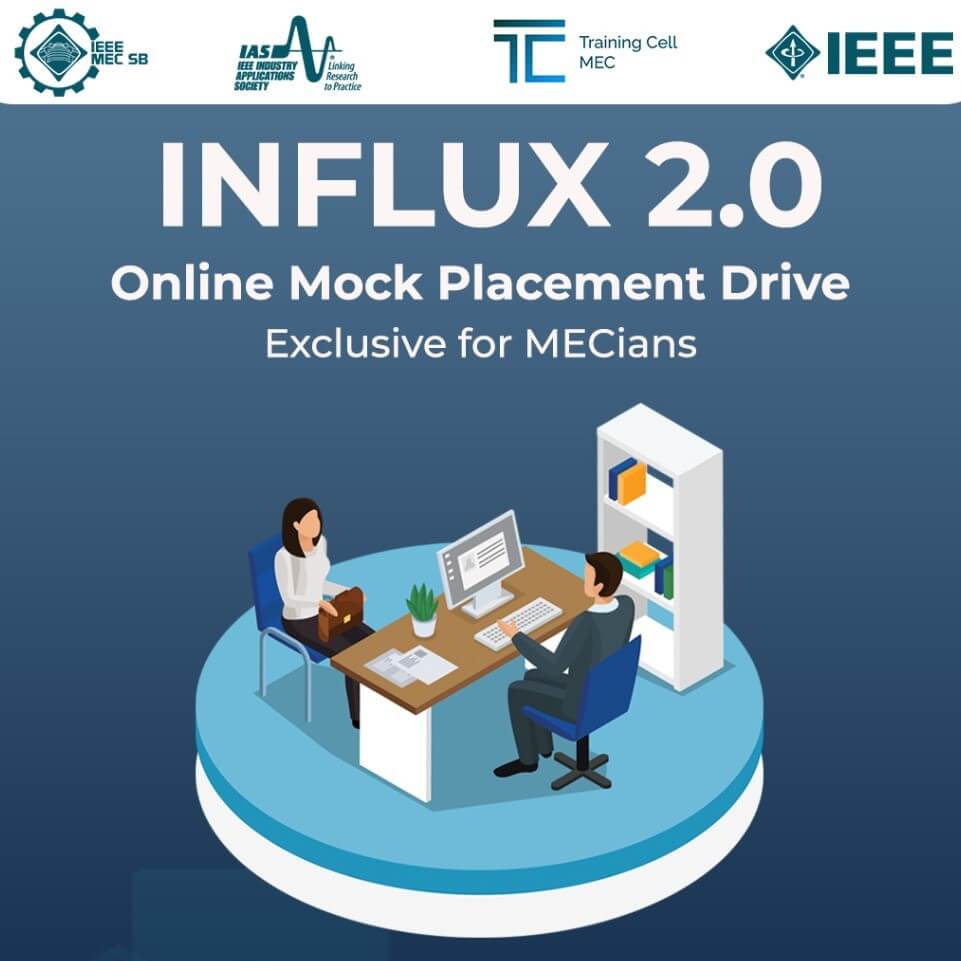 IEEE
MEC SB
IAS
IEEE INDUSTRY
APPLICATIONS
SOCIETY
Linking
Research
to Practice
TC
Training Cell
MEC
IEEE
INFLUX 2.0
Online Mock Placement Drive
Exclusive for MECians